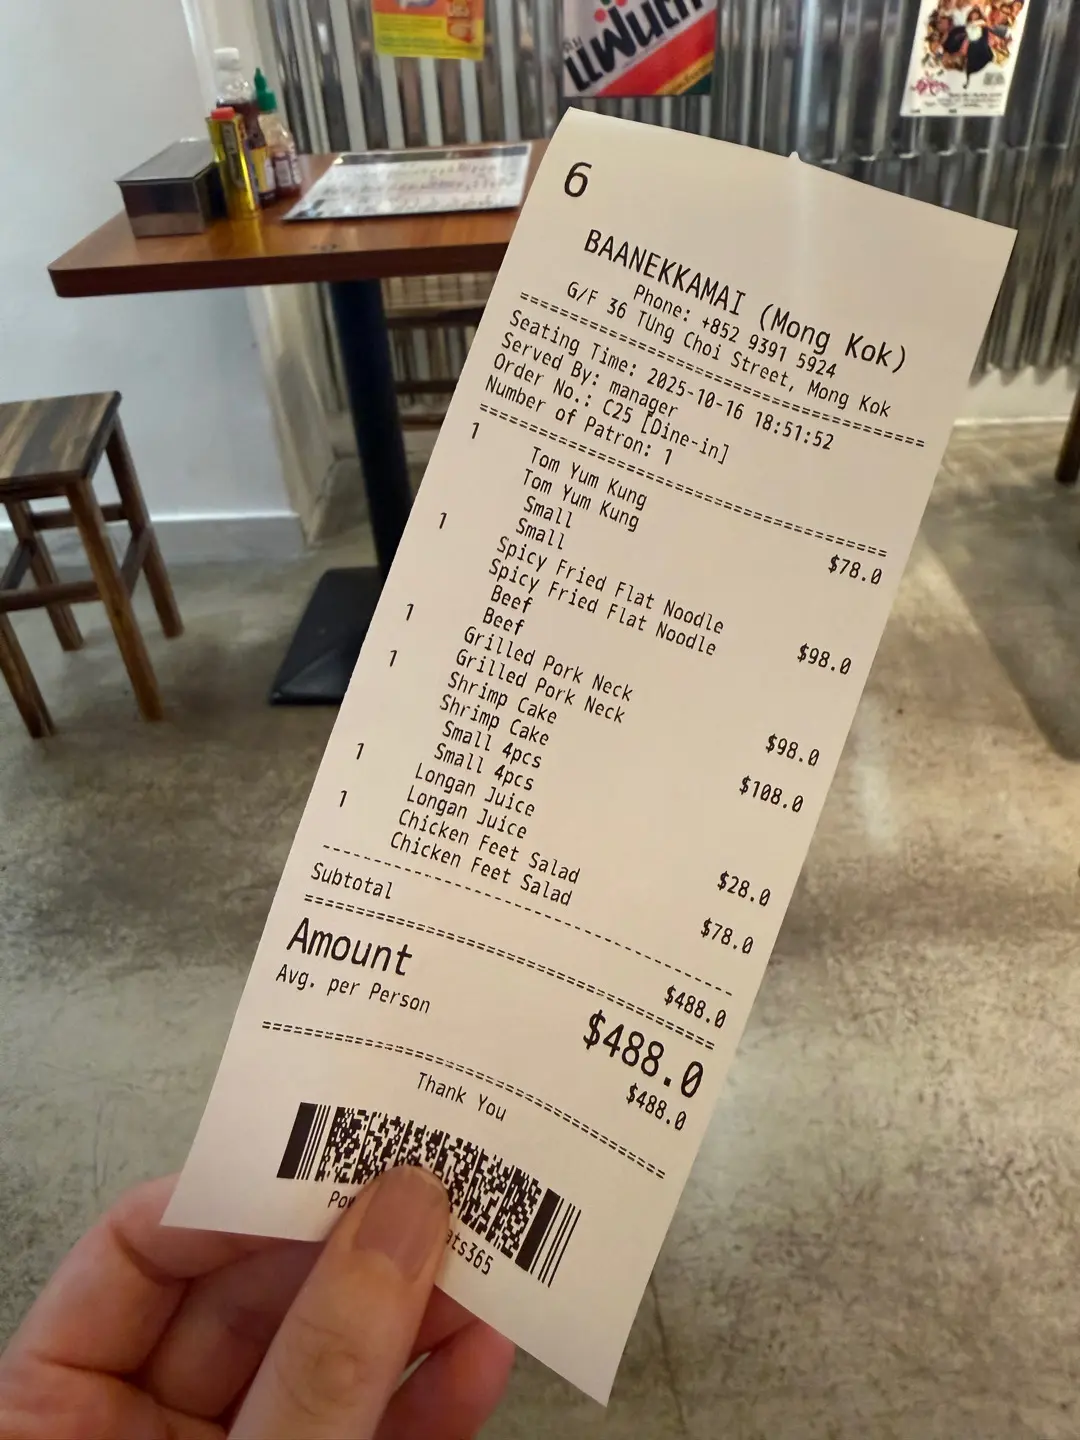 แฟนต้า
6
BAANEKKAMAI (Mong Kok)
Phone: +852 9391 5924
G/F 36 TUng Choi Street, Mong Kok
Seating Time: 2025-10-16 18:51:52
Served By: manager
Order No.: C25 [Dine-in]
Number of Patron: 1
1 Tom Yum Kung $78.0
Tom Yum Kung
Small
Small
1 Spicy Fried Flat Noodle $98.0
Spicy Fried Flat Noodle
Beef
Beef
1 Grilled Pork Neck $98.0
Grilled Pork Neck
1 Shrimp Cake $108.0
Shrimp Cake
Small 4pcs
Small 4pcs
1 Longan Juice $28.0
Longan Juice
1 Chicken Feet Salad $78.0
Chicken Feet Salad
Subtotal $488.0
Amount $488.0
Avg. per Person $488.0
Thank You